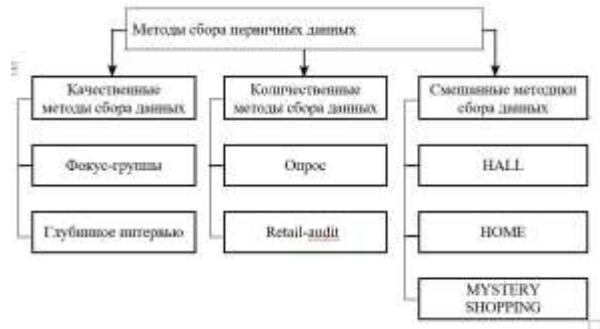 Методы сбора первичных данных
Качественные
методы сбора данных
Количественные
методы сбора данных
Смешанные методики
сбора данных
Фокус-группы
Опрос
HALL
Глубинное интервью
Retail-audit
HOME
MYSTERY
SHOPPING